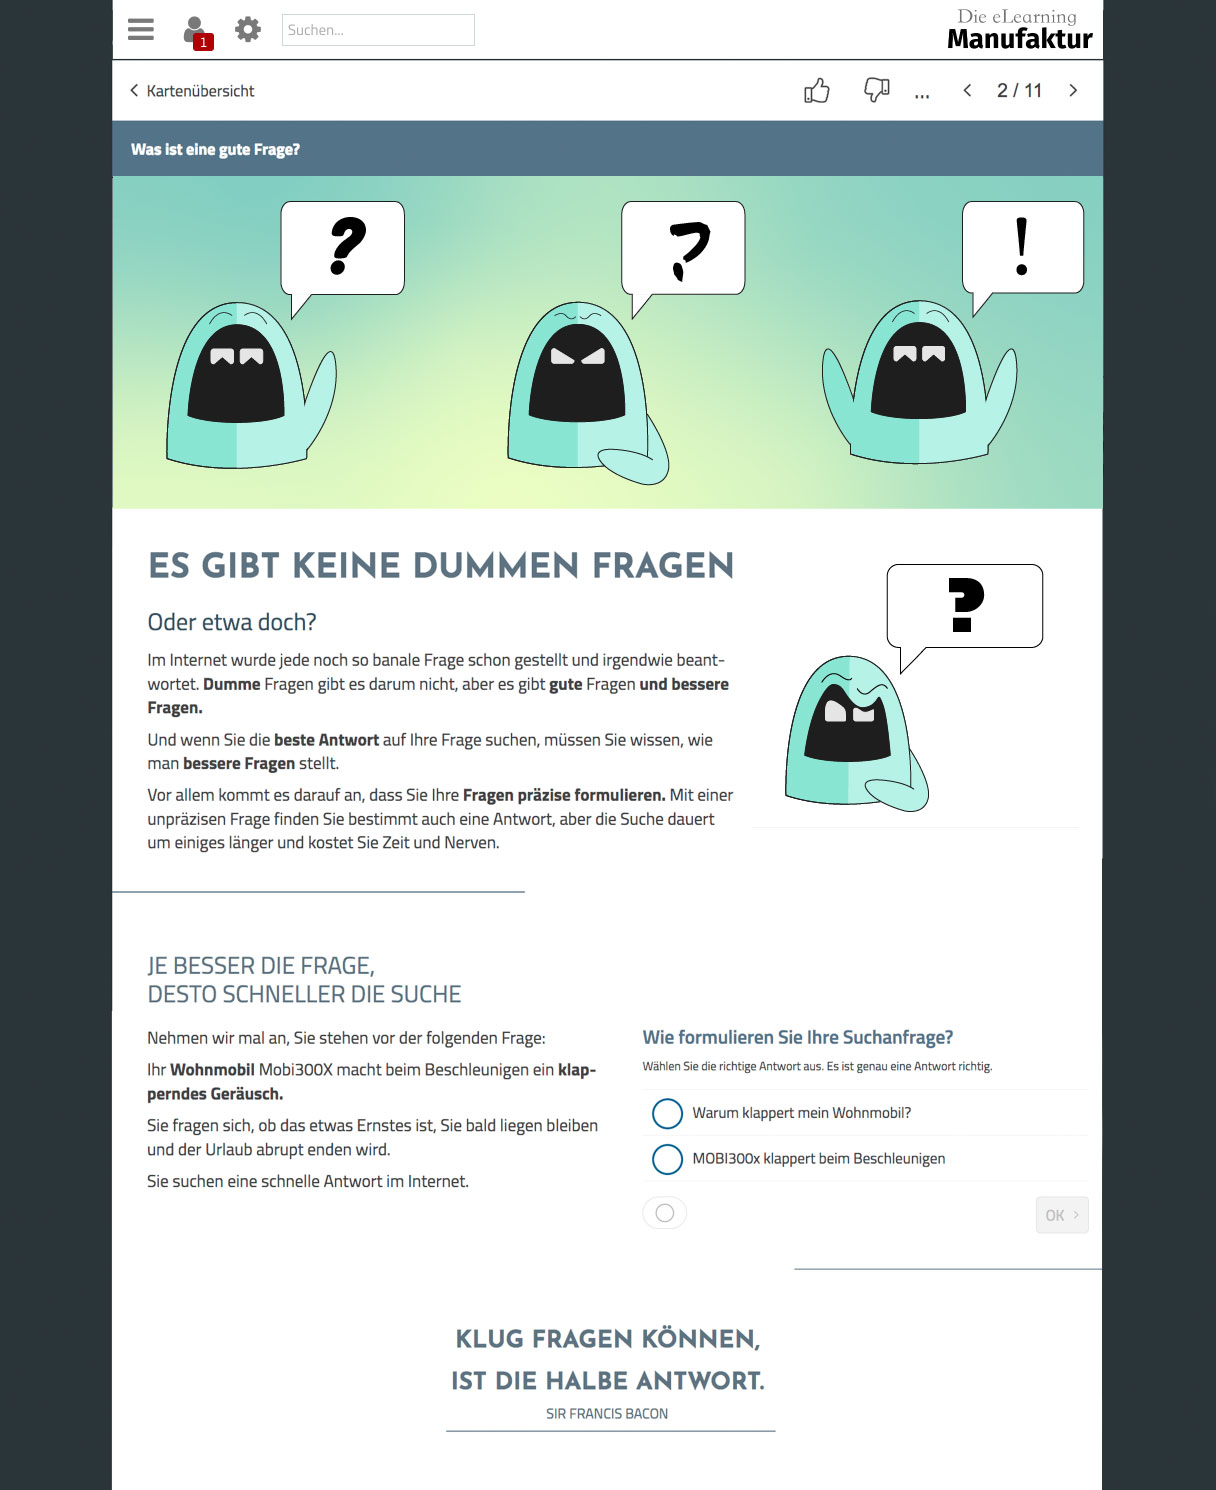 1
Suchen...
Die eLearning
Manufaktur
Kartenübersicht
...
2 / 11
Was ist eine gute Frage?
?
?
!
ES GIBT KEINE DUMMEN FRAGEN
?
Oder etwa doch?
Im Internet wurde jede noch so banale Frage schon gestellt und irgendwie beant-
wortet. Dumme Fragen gibt es darum nicht, aber es gibt gute Fragen und bessere
Fragen.
Und wenn Sie die beste Antwort auf Ihre Frage suchen, müssen Sie wissen, wie
man bessere Fragen stellt.
Vor allem kommt es darauf an, dass Sie Ihre Fragen präzise formulieren. Mit einer
unpräzisen Frage finden Sie bestimmt auch eine Antwort, aber die Suche dauert
um einiges länger und kostet Sie Zeit und Nerven.
JE BESSER DIE FRAGE,
DESTO SCHNELLER DIE SUCHE
Nehmen wir mal an, Sie stehen vor der folgenden Frage:
Ihr Wohnmobil Mobi300X macht beim Beschleunigen ein klap-
perndes Geräusch.
Sie fragen sich, ob das etwas Ernstes ist, Sie bald liegen bleiben
und der Urlaub abrupt enden wird.
Sie suchen eine schnelle Antwort im Internet.
Wie formulieren Sie Ihre Suchanfrage?
Wählen Sie die richtige Antwort aus. Es ist genau eine Antwort richtig.
Warum klappert mein Wohnmobil?
MOBI300x klappert beim Beschleunigen
OK
KLUG FRAGEN KÖNNEN,
IST DIE HALBE ANTWORT.
SIR FRANCIS BACON